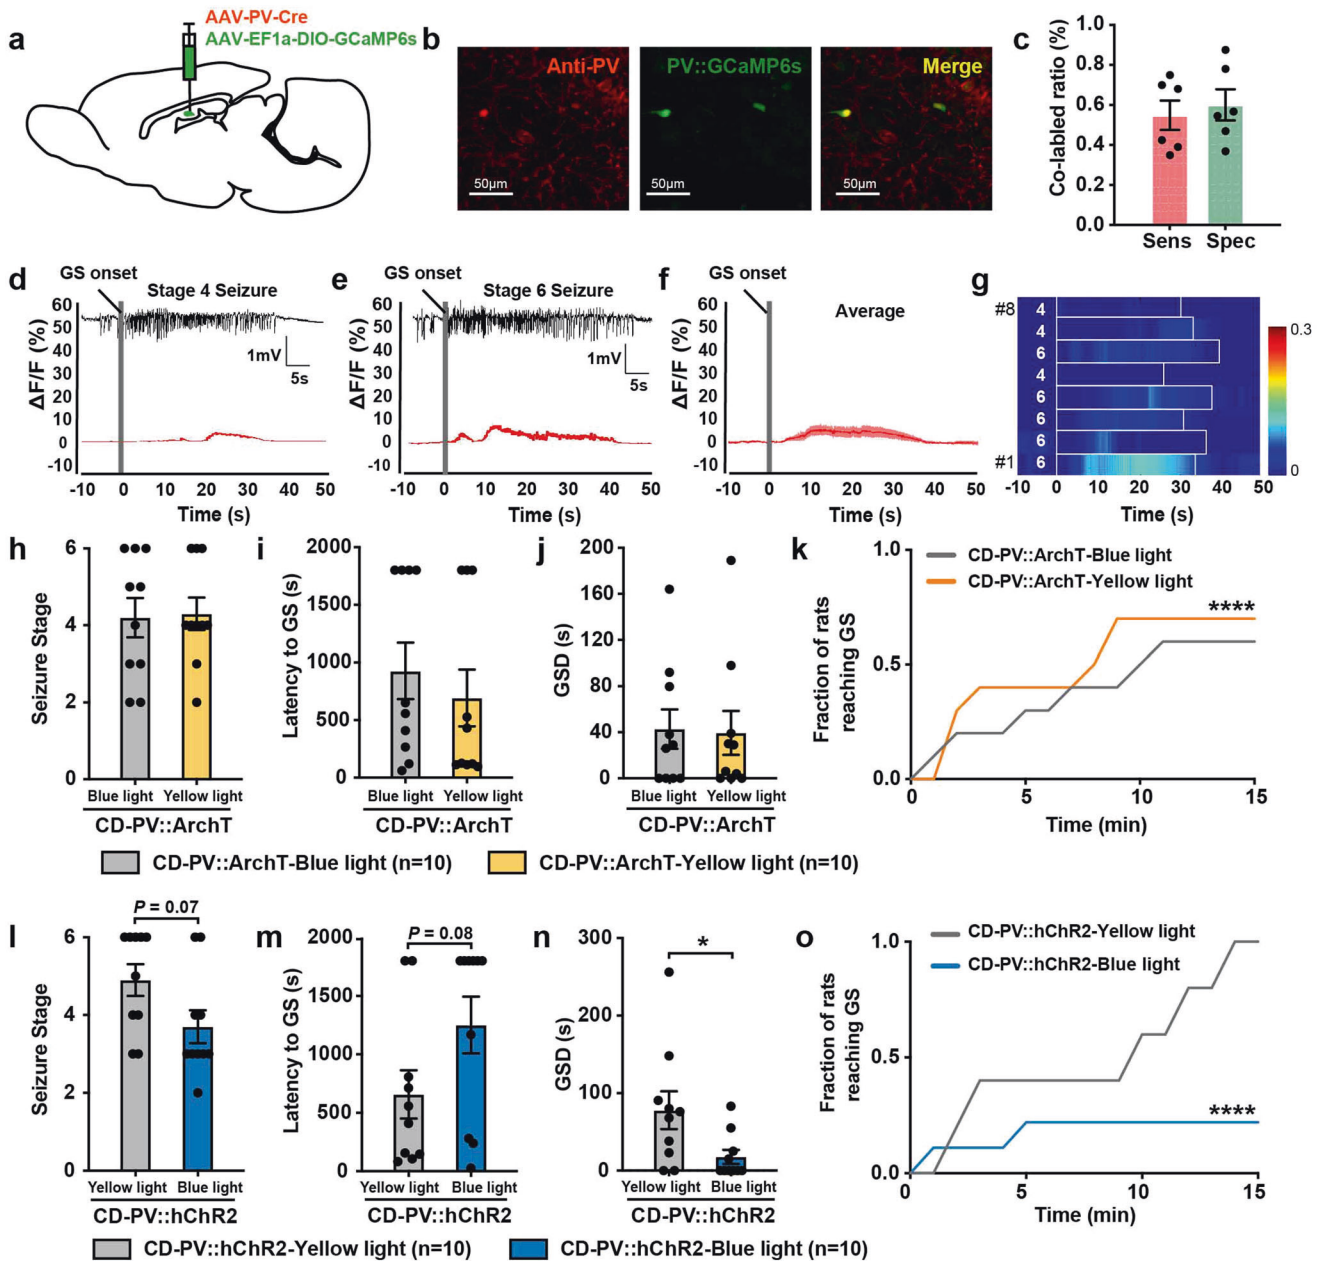 a
AAV-PV-Cre
AAV-EF1a-DIO-GCaMP6s
b
Anti-PV
50μm
PV::GCaMP6s
50μm
Merge
50μm
c
Co-labled ratio (%)
1.0
0.8
0.6
0.4
0.2
0.0
Sens
Spec
d
GS onset
Stage 4 Seizure
ΔF/F (%)
60
50
40
30
20
10
0
-10
1mV
5s
-10 0 10 20 30 40 50
Time (s)
e
GS onset
Stage 6 Seizure
ΔF/F (%)
60
50
40
30
20
10
0
-10
1mV
5s
-10 0 10 20 30 40 50
Time (s)
f
GS onset
Average
ΔF/F (%)
60
50
40
30
20
10
0
-10
-10 0 10 20 30 40 50
Time (s)
g
#8
4
4
6
4
6
6
6
#1
6
0.3
0
-10 0 10 20 30 40 50
Time (s)
h
Seizure Stage
6
4
2
0
Blue light Yellow light
CD-PV::ArchT
i
Latency to GS (s)
2000
1500
1000
500
0
Blue light Yellow light
CD-PV::ArchT
j
GSD (s)
200
160
120
80
40
0
Blue light Yellow light
CD-PV::ArchT
k
Fraction of rats
reaching GS
1.0
0.5
0.0
CD-PV::ArchT-Blue light
CD-PV::ArchT-Yellow light
****
0 5 10 15
Time (min)
CD-PV::ArchT-Blue light (n=10)
CD-PV::ArchT-Yellow light (n=10)
l
Seizure Stage
6
4
2
0
P = 0.07
Yellow light Blue light
CD-PV::hChR2
m
Latency to GS (s)
2000
1500
1000
500
0
P = 0.08
Yellow light Blue light
CD-PV::hChR2
n
GSD (s)
300
200
100
0
*
Yellow light Blue light
CD-PV::hChR2
o
Fraction of rats
reaching GS
1.0
0.5
0.0
CD-PV::hChR2-Yellow light
CD-PV::hChR2-Blue light
****
0 5 10 15
Time (min)
CD-PV::hChR2-Yellow light (n=10)
CD-PV::hChR2-Blue light (n=10)